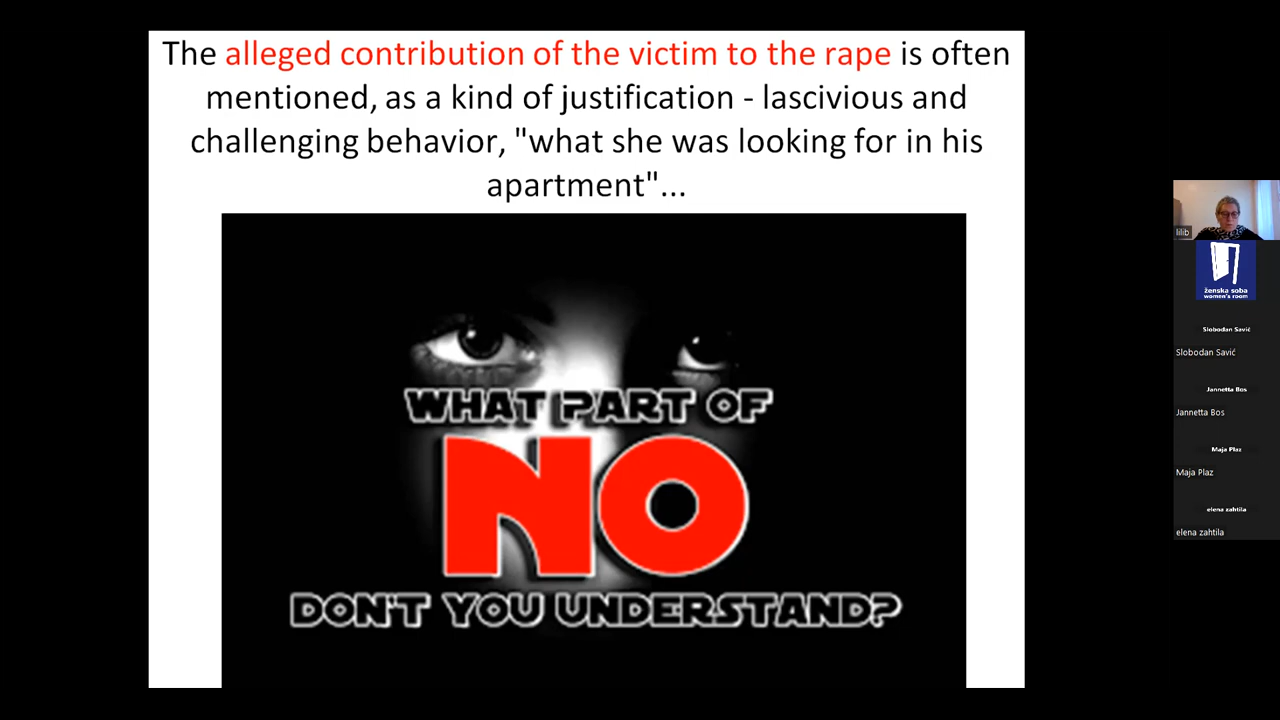 The alleged contribution of the victim to the rape is often
mentioned, as a kind of justification - lascivious and
challenging behavior, "what she was looking for in his
apartment"...
WHAT PART OF
NO
DON'T YOU UNDERSTAND?
lilib
ženska soba
women's room
Slobodan Savić
Slobodan Savić
Jannetta Bos
Jannetta Bos
Maja Plaz
Maja Plaz
elena zahtila
elena zahtila